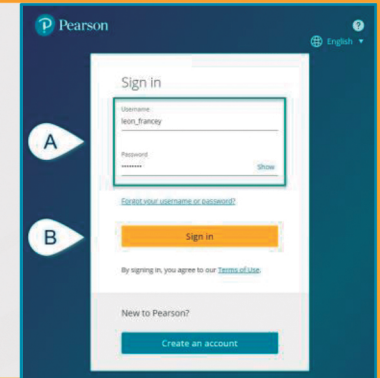 Pearson
English
Sign in
Username
leon_francey
Password
••••••••
Show
Forgot your username or password?
Sign in
By signing in, you agree to our Terms of Use.
New to Pearson?
Create an account
A
B
?